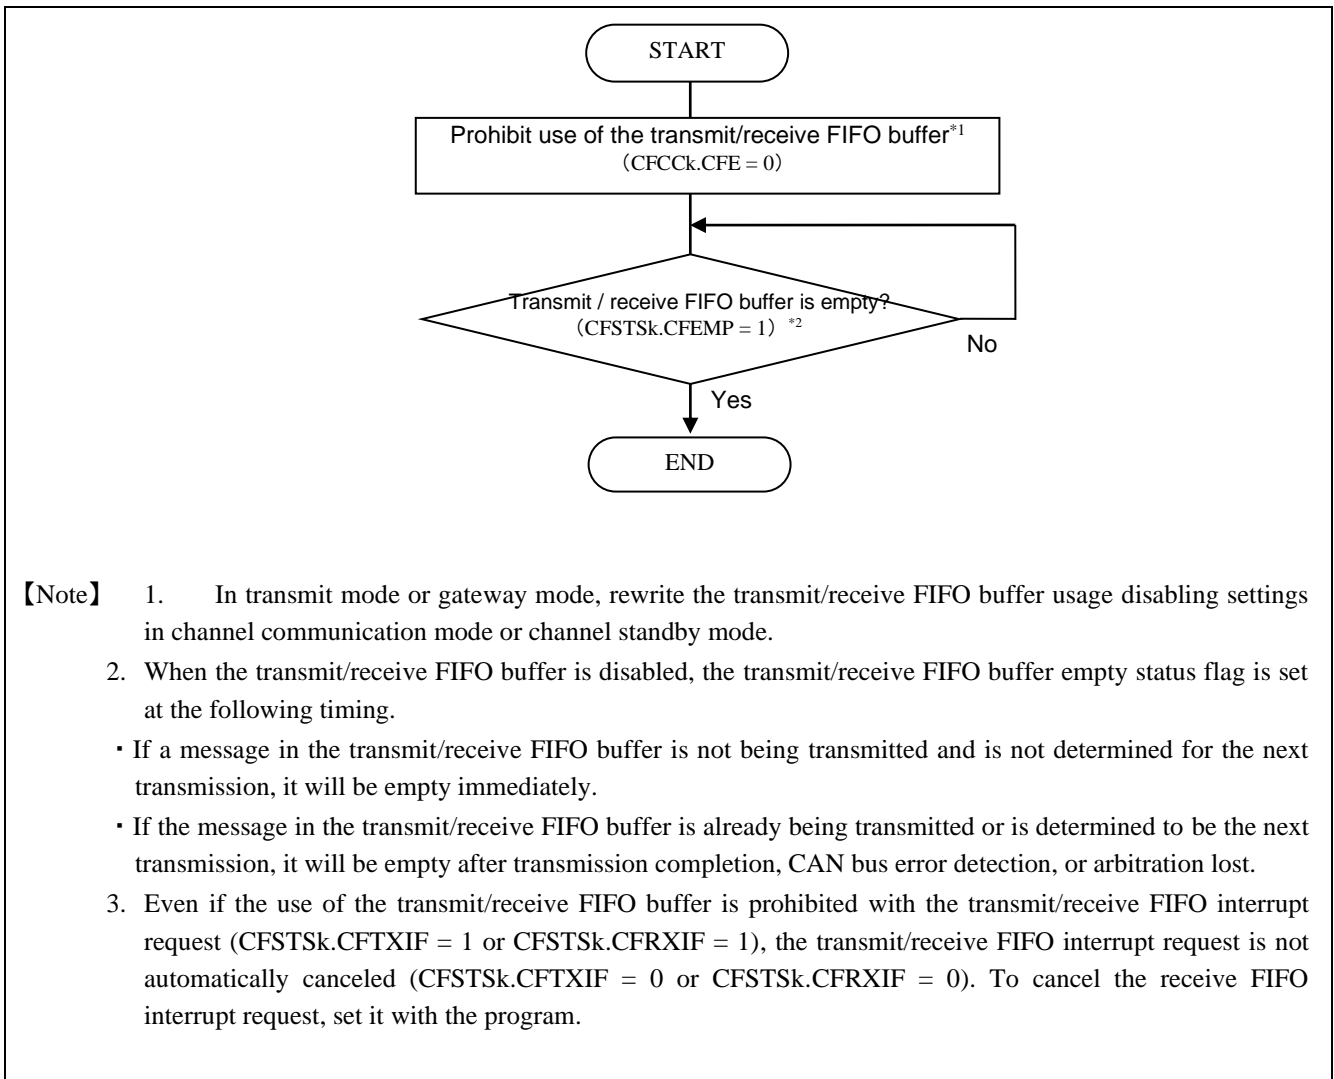 START
Prohibit use of the transmit/receive FIFO buffer*1
（CFCCk.CFE = 0）
Transmit / receive FIFO buffer is empty?
（CFSTSk.CFEMP = 1） *2
No
Yes
END
【Note】 1. In transmit mode or gateway mode, rewrite the transmit/receive FIFO buffer usage disabling settings
in channel communication mode or channel standby mode.
2. When the transmit/receive FIFO buffer is disabled, the transmit/receive FIFO buffer empty status flag is set
at the following timing.
・If a message in the transmit/receive FIFO buffer is not being transmitted and is not determined for the next
transmission, it will be empty immediately.
・If the message in the transmit/receive FIFO buffer is already being transmitted or is determined to be the next
transmission, it will be empty after transmission completion, CAN bus error detection, or arbitration lost.
3. Even if the use of the transmit/receive FIFO buffer is prohibited with the transmit/receive FIFO interrupt
request (CFSTSk.CFTXIF = 1 or CFSTSk.CFRXIF = 1), the transmit/receive FIFO interrupt request is not
automatically canceled (CFSTSk.CFTXIF = 0 or CFSTSk.CFRXIF = 0). To cancel the receive FIFO
interrupt request, set it with the program.